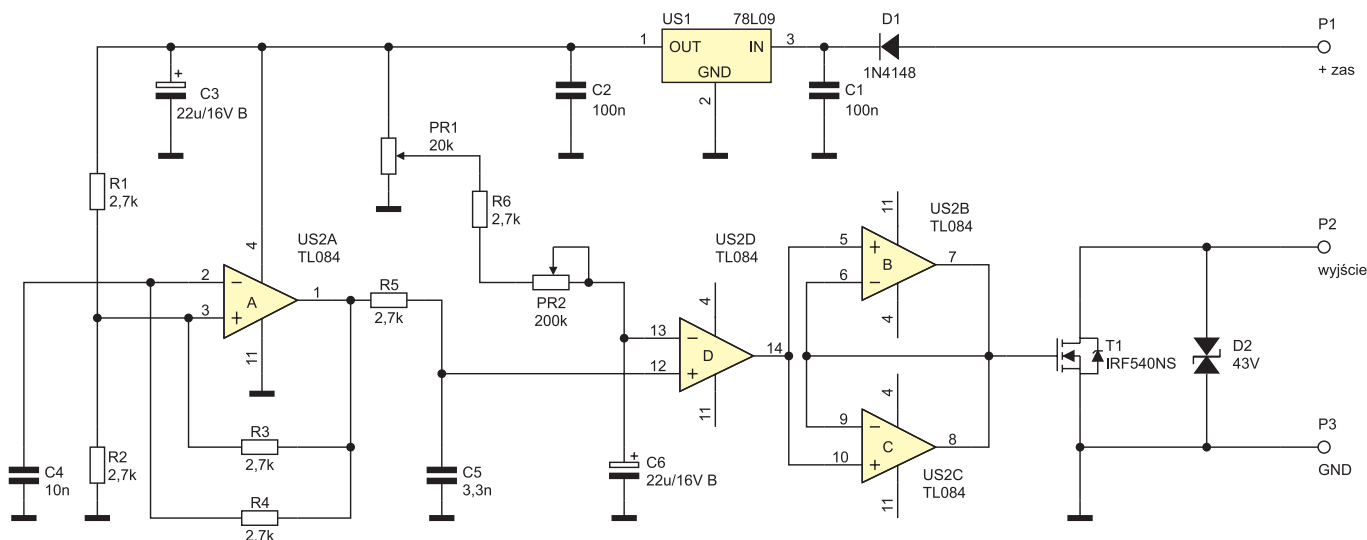 US1
78L09
D1
P1
1
OUT
IN
3
GND
2
1N4148
+ zas
+
C3
22u/16V B
C2
100n
C1
100n
PR1
20k
R1
2,7k
R6
2,7k
4
US2A
TL084
2
−
A
1
3
+
11
R5
2,7k
PR2
200k
US2D
TL084
4
13
−
D
14
12
+
11
11
US2B
TL084
5
+
B
7
6
−
4
P2
wyjście
T1
IRF540NS
D2
43V
4
9
−
C
8
10
+
11
US2C
TL084
P3
GND
R3
2,7k
R2
2,7k
C4
10n
R4
2,7k
C5
3,3n
+
C6
22u/16V B